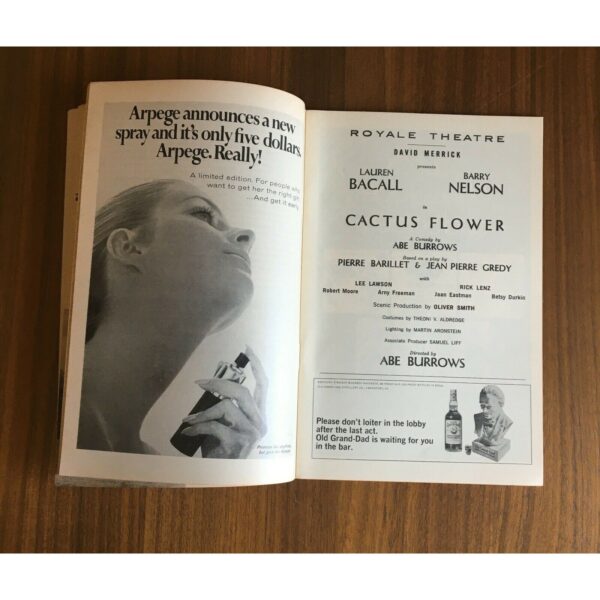 Arpege announces a new
spray and it's only five dollars.
Arpege. Really!
A limited edition. For people who
want to get her the right gift
...And get it early.
ROYALE THEATRE
DAVID MERRICK
presents
LAUREN BACALL
BARRY NELSON
in
CACTUS FLOWER
A Comedy by
ABE BURROWS
Based on a play by
PIERRE BARILLET & JEAN PIERRE GREDY
with
LEE LAWSON RICK LENZ
Robert Moore Arny Freeman Jean Eastman Betsy Durkin
Scenic Production by OLIVER SMITH
Costumes by THEONI V. ALDREDGE
Lighting by MARTIN ARONSTEIN
Associate Producer SAMUEL LIFF
Directed by
ABE BURROWS
Please don't loiter in the lobby
after the last act.
Old Grand-Dad is waiting for you
in the bar.